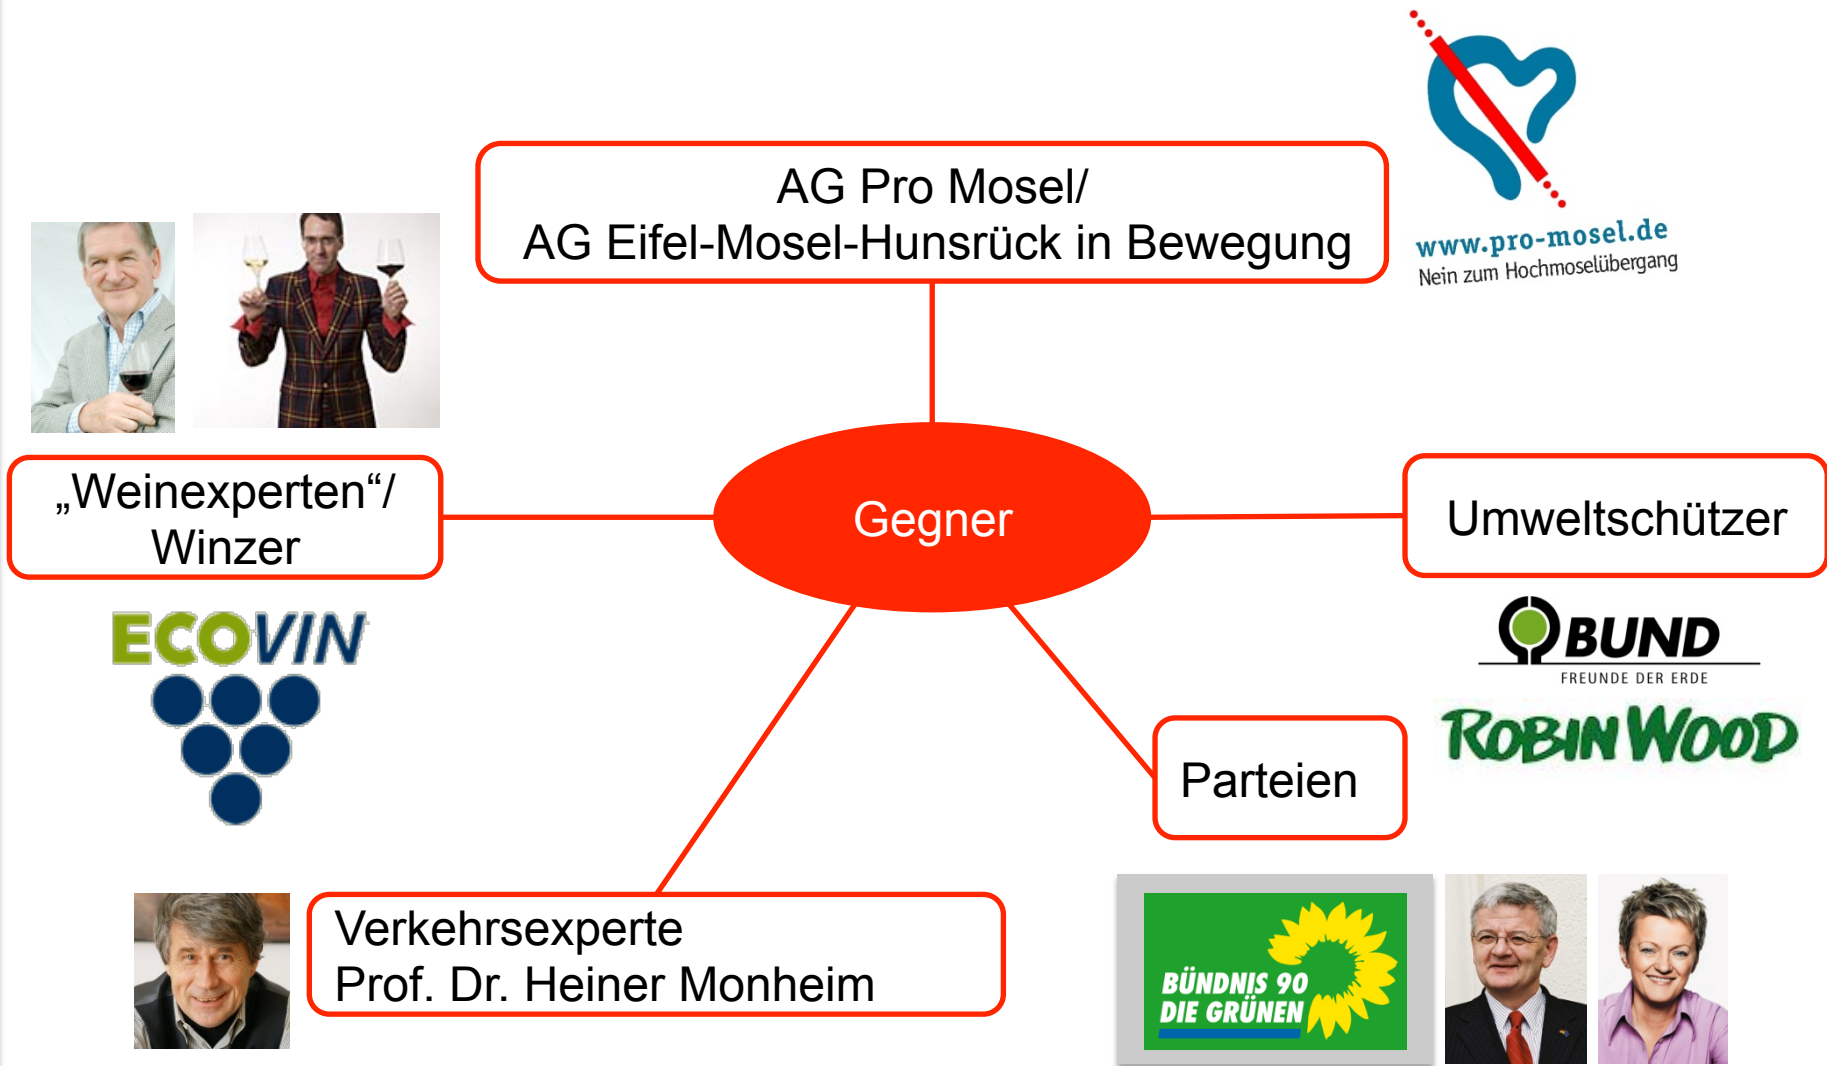 AG Pro Mosel/
AG Eifel-Mosel-Hunsrück in Bewegung
www.pro-mosel.de
Nein zum Hochmoselübergang
„Weinexperten“/
Winzer
Gegner
Umweltschützer
ECOVIN
BUND
FREUNDE DER ERDE
ROBIN WOOD
Parteien
Verkehrsexperte
Prof. Dr. Heiner Monheim
BÜNDNIS 90
DIE GRÜNEN